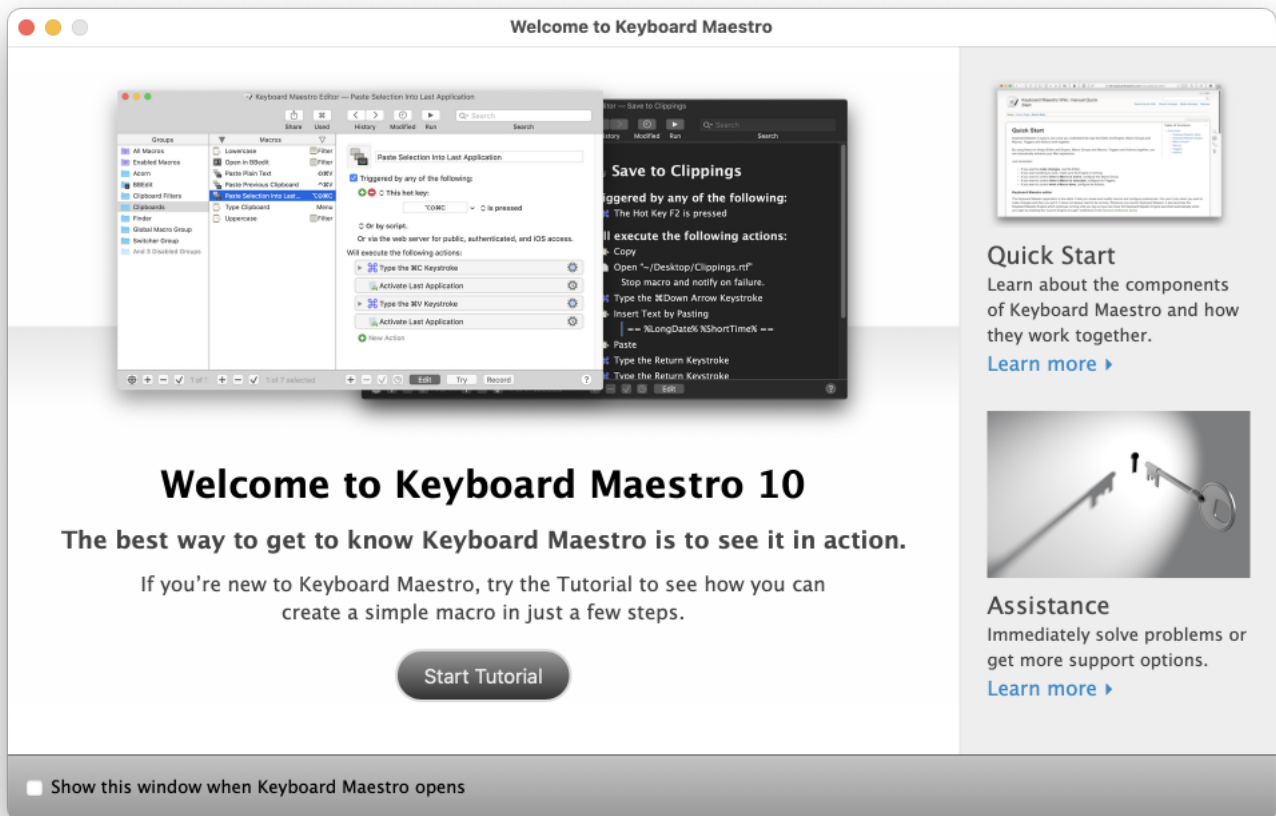 Welcome to Keyboard Maestro
Keyboard Maestro Editor — Paste Selection Into Last Application
Share Used History Modified Run Search
Search
Groups
All Macros
Enabled Macros
Acorn
BBEdit
Clipboard Filters
Clipboards
Finder
Global Macro Group
Switcher Group
And 3 Disabled Groups
Macros
Lowercase Filter
Open in BBEdit Filter
Paste Plain Text
Paste Previous Clipboard ^⌘V
Paste Selection Into Last... ⌥⌘C
Type Clipboard Menu
Uppercase Filter
Paste Selection Into Last Application
Triggered by any of the following:
This hot key:
⌥⌘C is pressed
Or by script.
Or via the web server for public, authenticated, and iOS access.
Will execute the following actions:
Type the ⌘C Keystroke
Activate Last Application
Type the ⌘V Keystroke
Activate Last Application
New Action
1 of 7 selected
Edit Try Record ?
itor — Save to Clippings
istory Modified Run Search
Search
Save to Clippings
iggered by any of the following:
The Hot Key F2 is pressed
ll execute the following actions:
Copy
Open "~/Desktop/Clippings.rtf"
Stop macro and notify on failure.
Type the ⌘Down Arrow Keystroke
Insert Text by Pasting
== %LongDate% %ShortTime% ==
Paste
Type the Return Keystroke
Type the Return Keystroke
Edit ?
Welcome to Keyboard Maestro 10
The best way to get to know Keyboard Maestro is to see it in action.
If you’re new to Keyboard Maestro, try the Tutorial to see how you can
create a simple macro in just a few steps.
Start Tutorial
Quick Start
Quick Start
Learn about the components
of Keyboard Maestro and how
they work together.
Learn more
Assistance
Immediately solve problems or
get more support options.
Learn more
Show this window when Keyboard Maestro opens